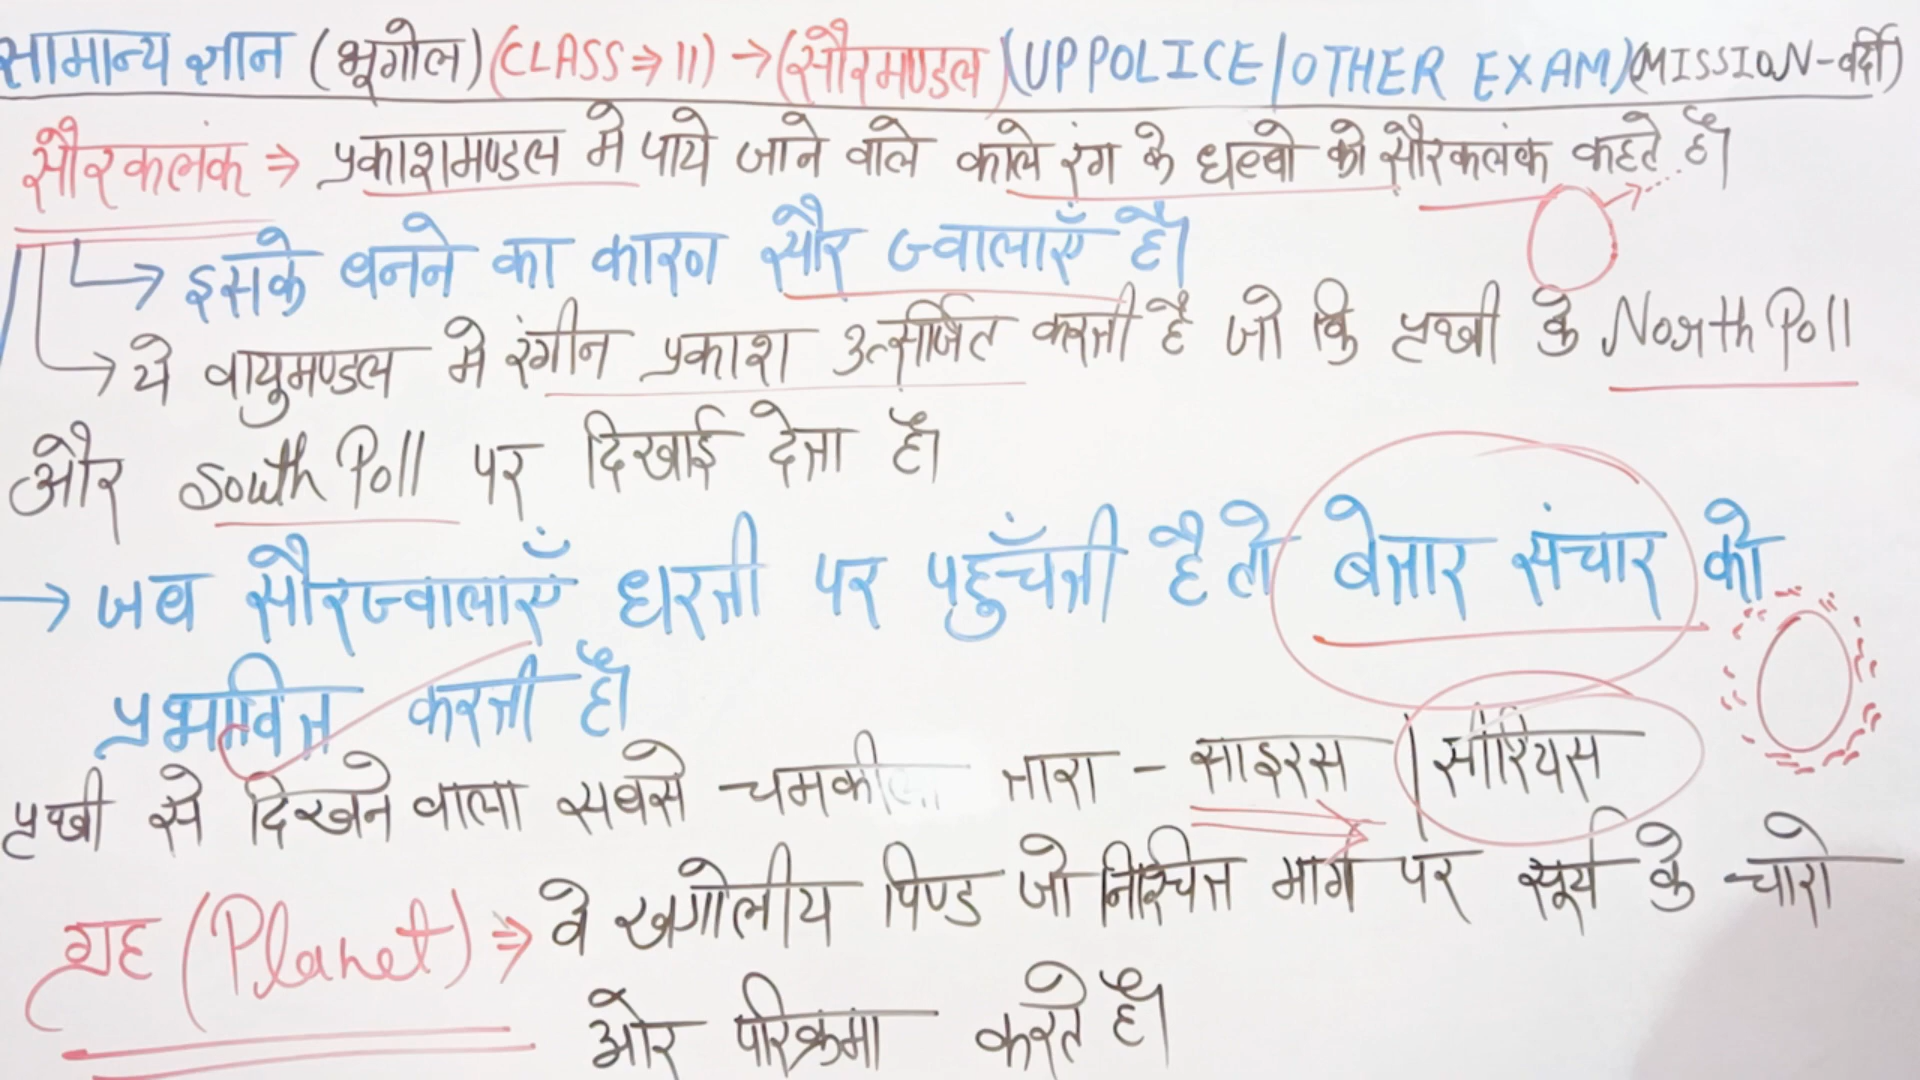 सामान्य ज्ञान (भूगोल) (CLASS⇒11) → (सौरमण्डल) (UP POLICE/OTHER EXAM) (MISSION-वर्दी)
सौरकलंक ⇒ प्रकाशमण्डल मे पाये जाने वाले काले रंग के धब्बो को सौरकलंक कहते है।
→ इसके बनने का कारण सौर ज्वालाएँ है।
→ ये वायुमण्डल मे रंगीन प्रकाश उत्सर्जित करती है जो कि पृथ्वी के North Poll
और South Poll पर दिखाई देता है।
→ जब सौरज्वालाएँ धरती पर पहुँचती है तो बेतार संचार को
प्रभावित करती है।
पृथ्वी से दिखने वाला सबसे चमकीला तारा - साइरस | सीरियस
ग्रह (Planet) ⇒ वे खगोलीय पिण्ड जो निश्चित मार्ग पर सूर्य के चारो
ओर परिक्रमा करते है।